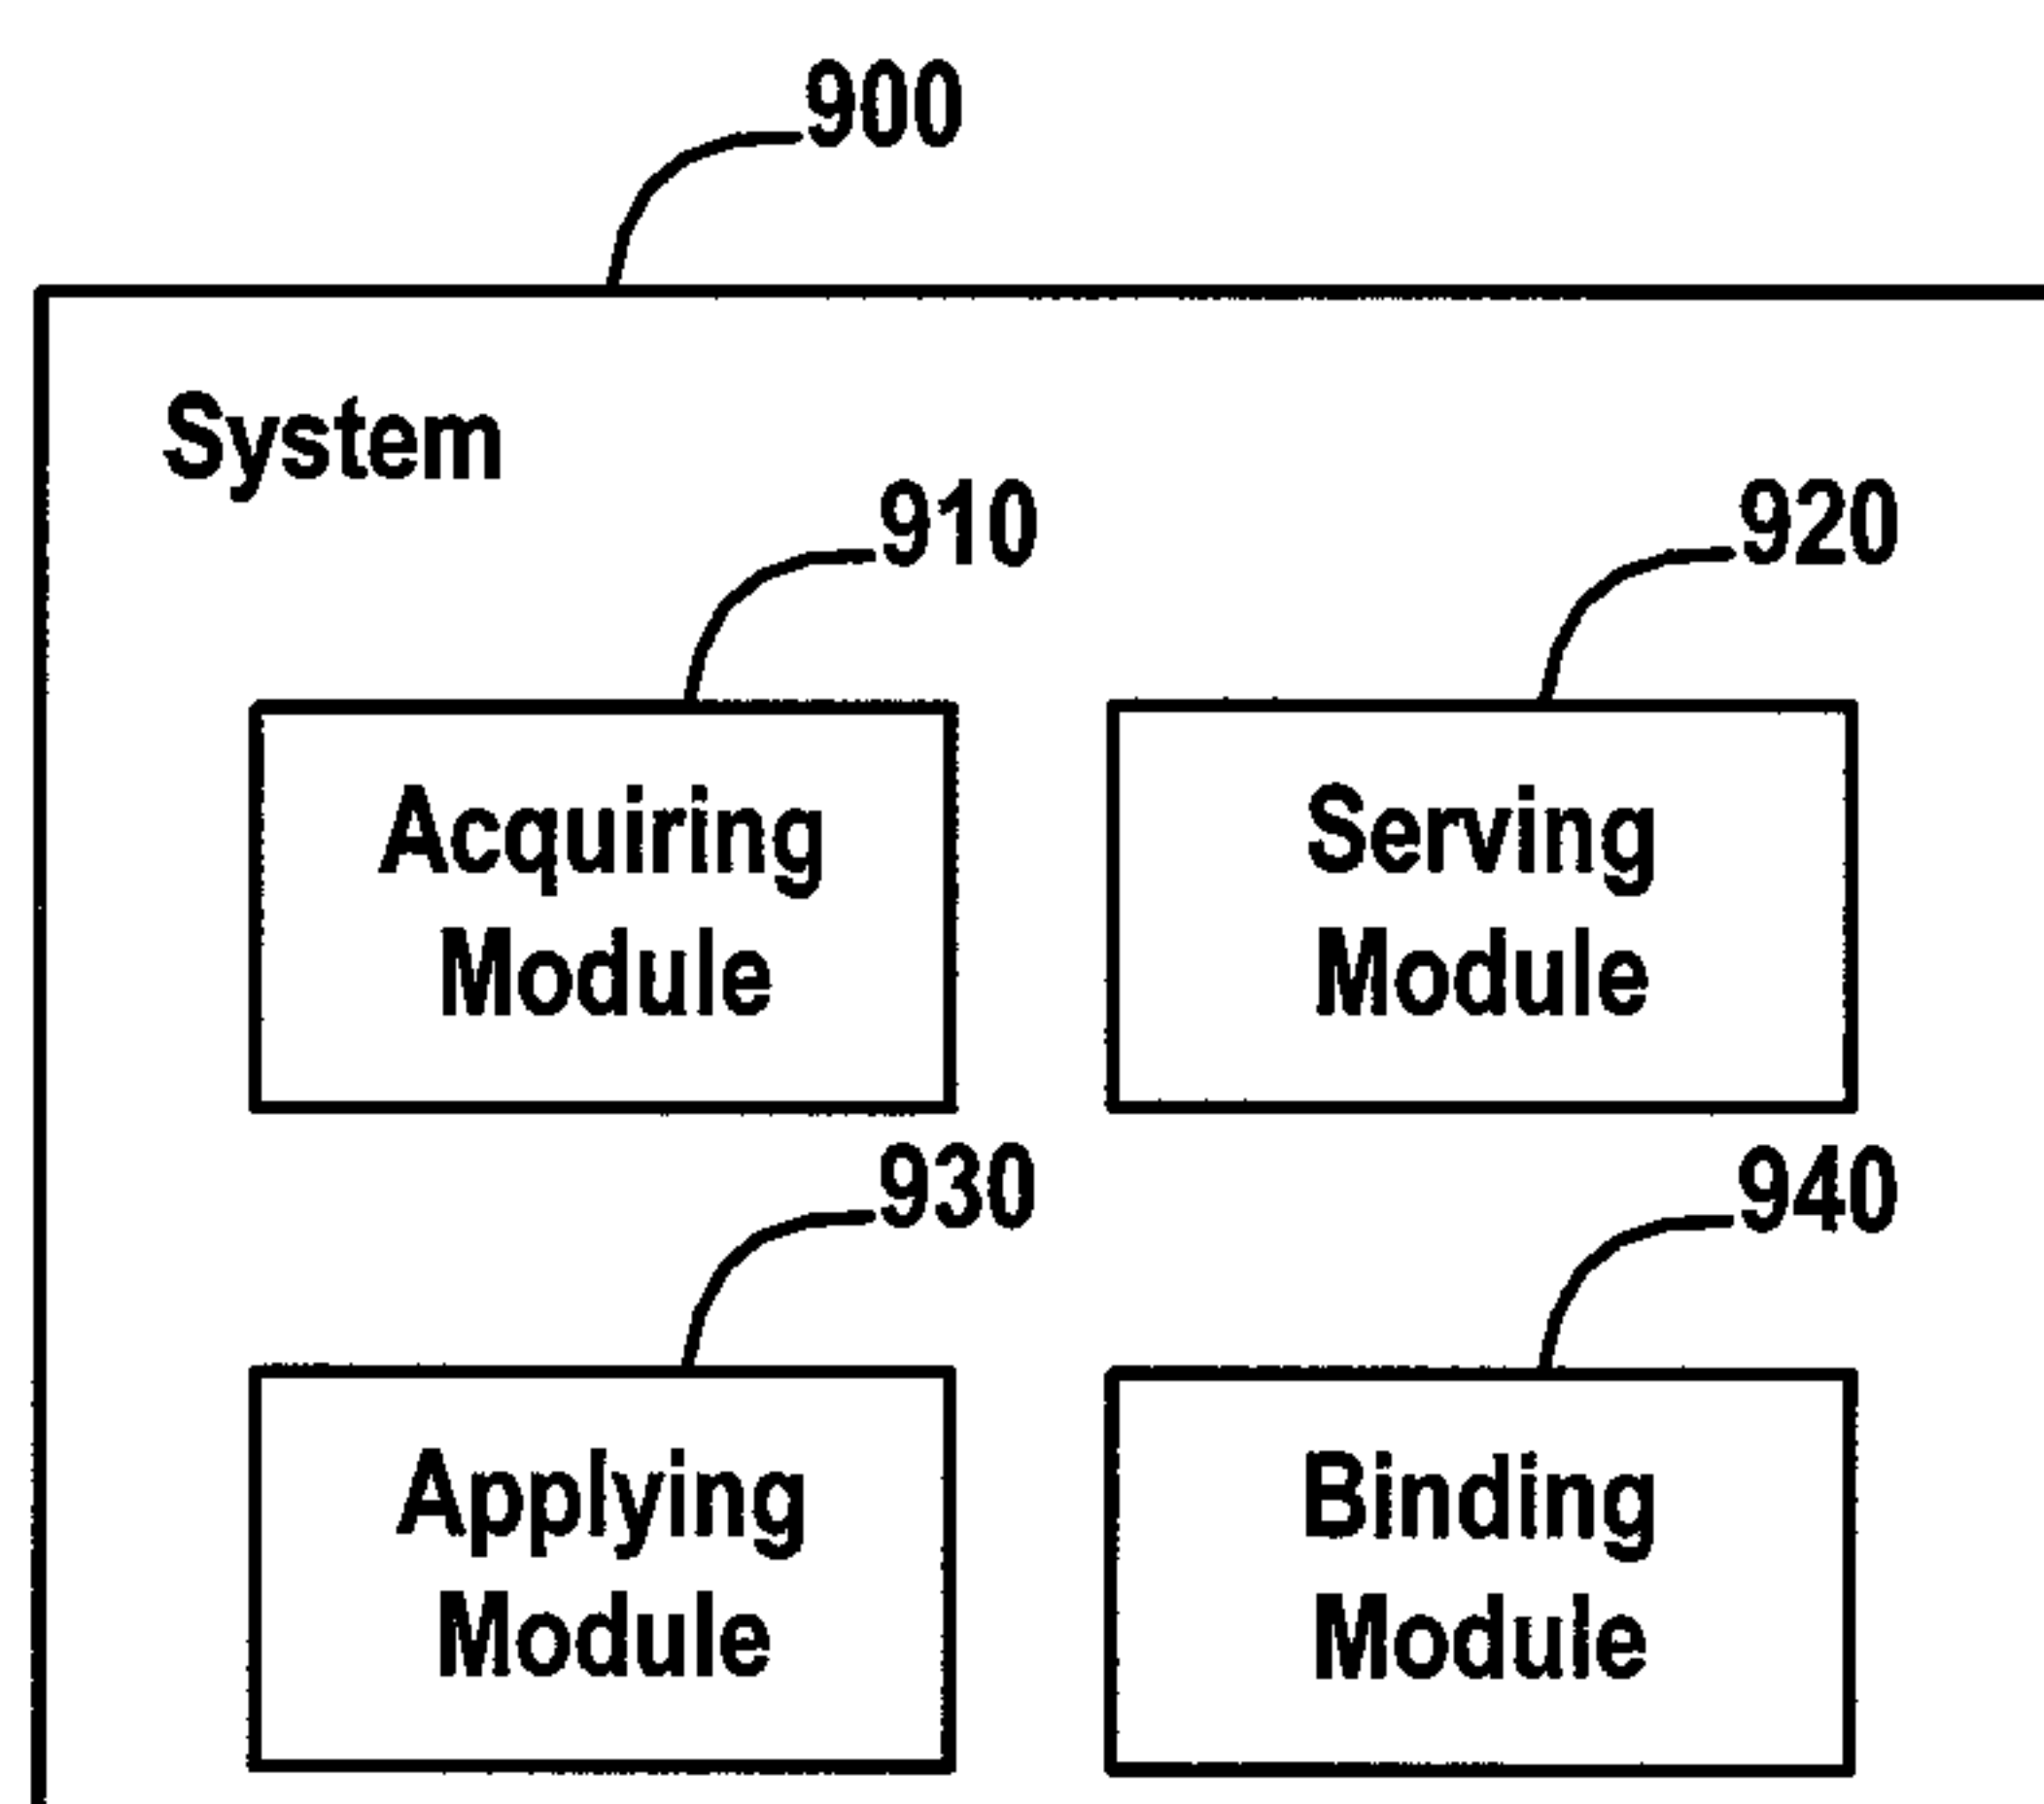 900
System
910
920
Acquiring
Module
Serving
Module
930
940
Applying
Module
Binding
Module